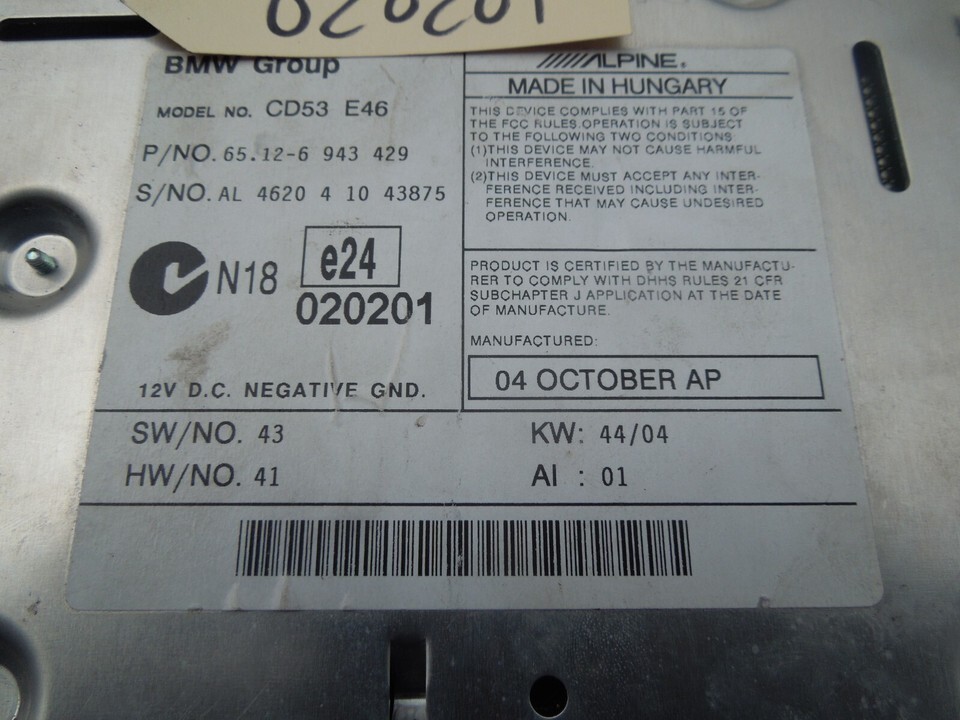 020201
BMW Group
MODEL NO. CD53 E46
P/NO. 65.12-6 943 429
S/NO. AL 4620 4 10 43875
N18
e24
020201
12V D.C. NEGATIVE GND.
ALPINE.
MADE IN HUNGARY
THIS DEVICE COMPLIES WITH PART 15 OF
THE FCC RULES.OPERATION IS SUBJECT
TO THE FOLLOWING TWO CONDITIONS
(1)THIS DEVICE MAY NOT CAUSE HARMFUL
INTERFERENCE.
(2)THIS DEVICE MUST ACCEPT ANY INTER-
FERENCE RECEIVED INCLUDING INTER-
FERENCE THAT MAY CAUSE UNDESIRED
OPERATION.
PRODUCT IS CERTIFIED BY THE MANUFACTU-
RER TO COMPLY WITH DHHS RULES 21 CFR
SUBCHAPTER J APPLICATION AT THE DATE
OF MANUFACTURE.
MANUFACTURED:
04 OCTOBER AP
SW/NO. 43
KW: 44/04
HW/NO. 41
AI : 01